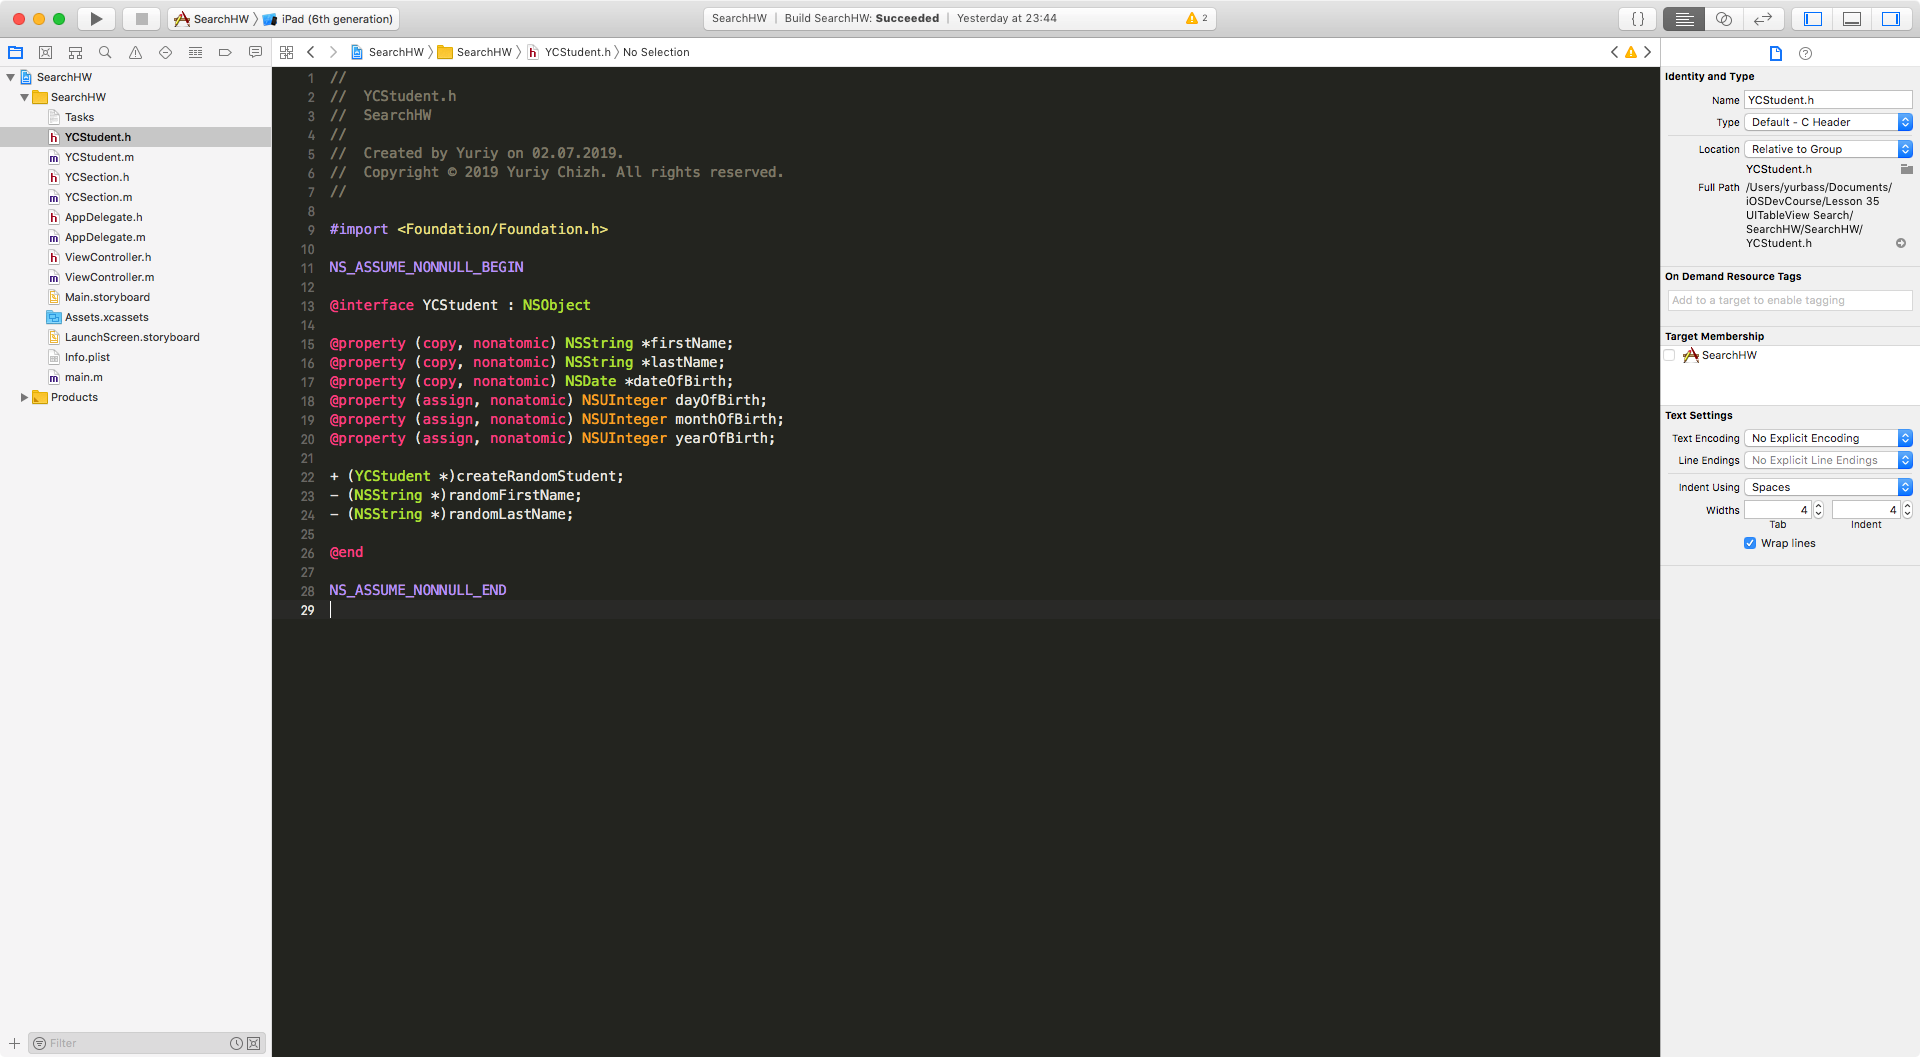 SearchHW 〉 iPad (6th generation)
SearchHW | Build SearchHW: Succeeded | Yesterday at 23:44
2
{ }
SearchHW 〉 SearchHW 〉 h YCStudent.h 〉 No Selection
SearchHW
SearchHW
Tasks
h YCStudent.h
m YCStudent.m
h YCSection.h
m YCSection.m
h AppDelegate.h
m AppDelegate.m
h ViewController.h
m ViewController.m
Main.storyboard
Assets.xcassets
LaunchScreen.storyboard
Info.plist
m main.m
Products
Filter
1 //
2 //  YCStudent.h
3 //  SearchHW
4 //
5 //  Created by Yuriy on 02.07.2019.
6 //  Copyright © 2019 Yuriy Chizh. All rights reserved.
7 //
8
9 #import <Foundation/Foundation.h>
10
11 NS_ASSUME_NONNULL_BEGIN
12
13 @interface YCStudent : NSObject
14
15 @property (copy, nonatomic) NSString *firstName;
16 @property (copy, nonatomic) NSString *lastName;
17 @property (copy, nonatomic) NSDate *dateOfBirth;
18 @property (assign, nonatomic) NSUInteger dayOfBirth;
19 @property (assign, nonatomic) NSUInteger monthOfBirth;
20 @property (assign, nonatomic) NSUInteger yearOfBirth;
21
22 + (YCStudent *)createRandomStudent;
23 - (NSString *)randomFirstName;
24 - (NSString *)randomLastName;
25
26 @end
27
28 NS_ASSUME_NONNULL_END
29
Identity and Type
Name YCStudent.h
Type Default - C Header
Location Relative to Group
YCStudent.h
Full Path /Users/yurbass/Documents/
iOSDevCourse/Lesson 35
UITableView Search/
SearchHW/SearchHW/
YCStudent.h
On Demand Resource Tags
Add to a target to enable tagging
Target Membership
SearchHW
Text Settings
Text Encoding No Explicit Encoding
Line Endings No Explicit Line Endings
Indent Using Spaces
Widths 4 4
Tab Indent
Wrap lines